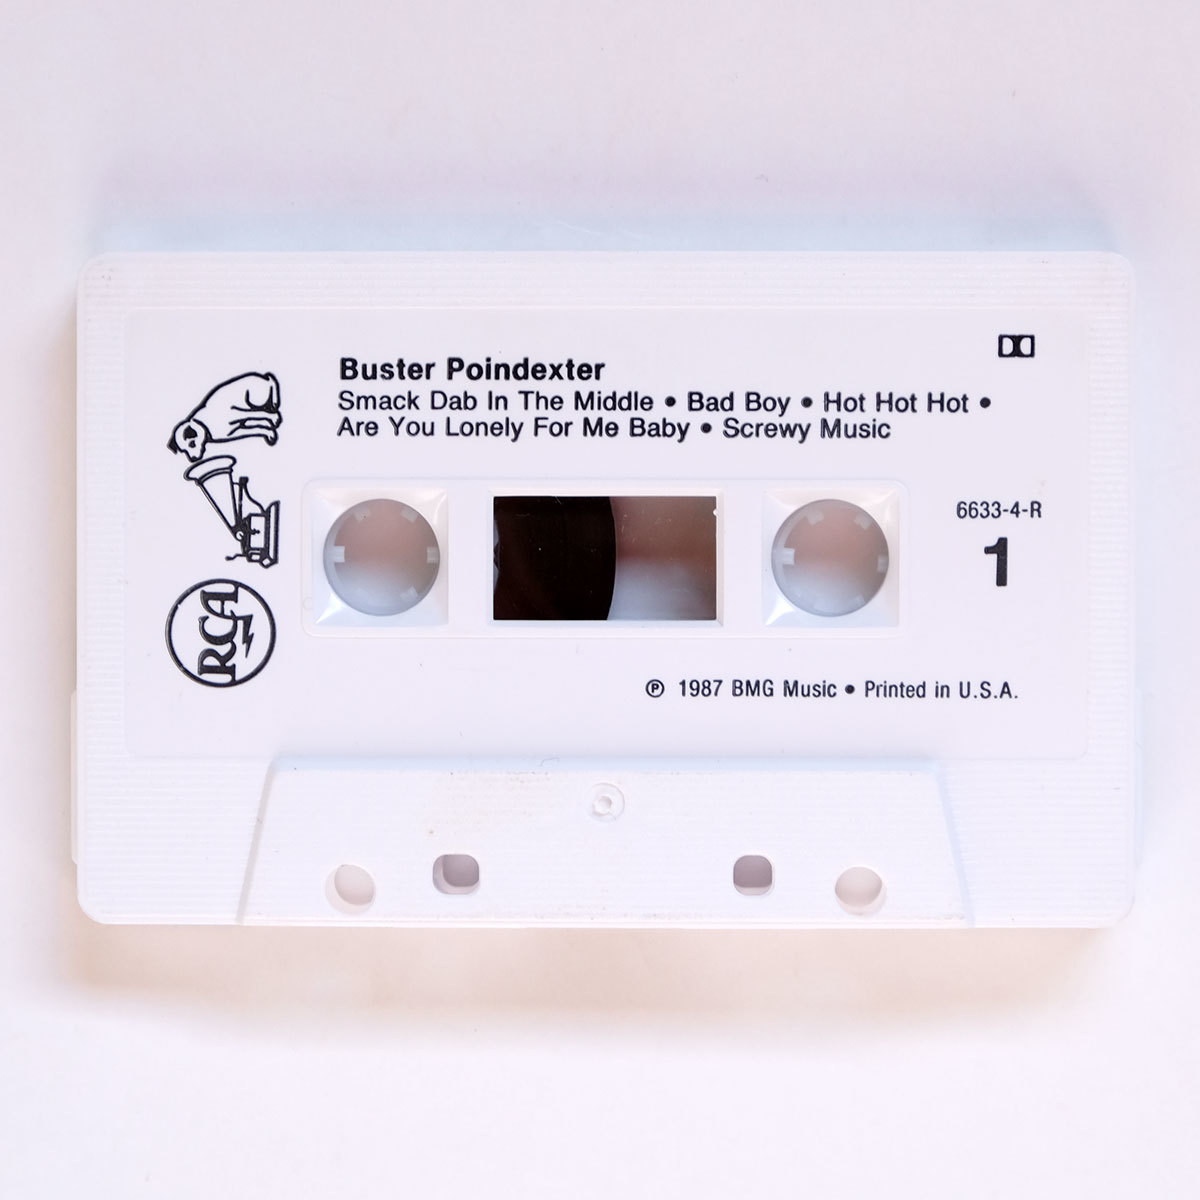 Buster Poindexter
Smack Dab In The Middle • Bad Boy • Hot Hot Hot •
Are You Lonely For Me Baby • Screwy Music
6633-4-R
1
RCA
℗ 1987 BMG Music • Printed in U.S.A.